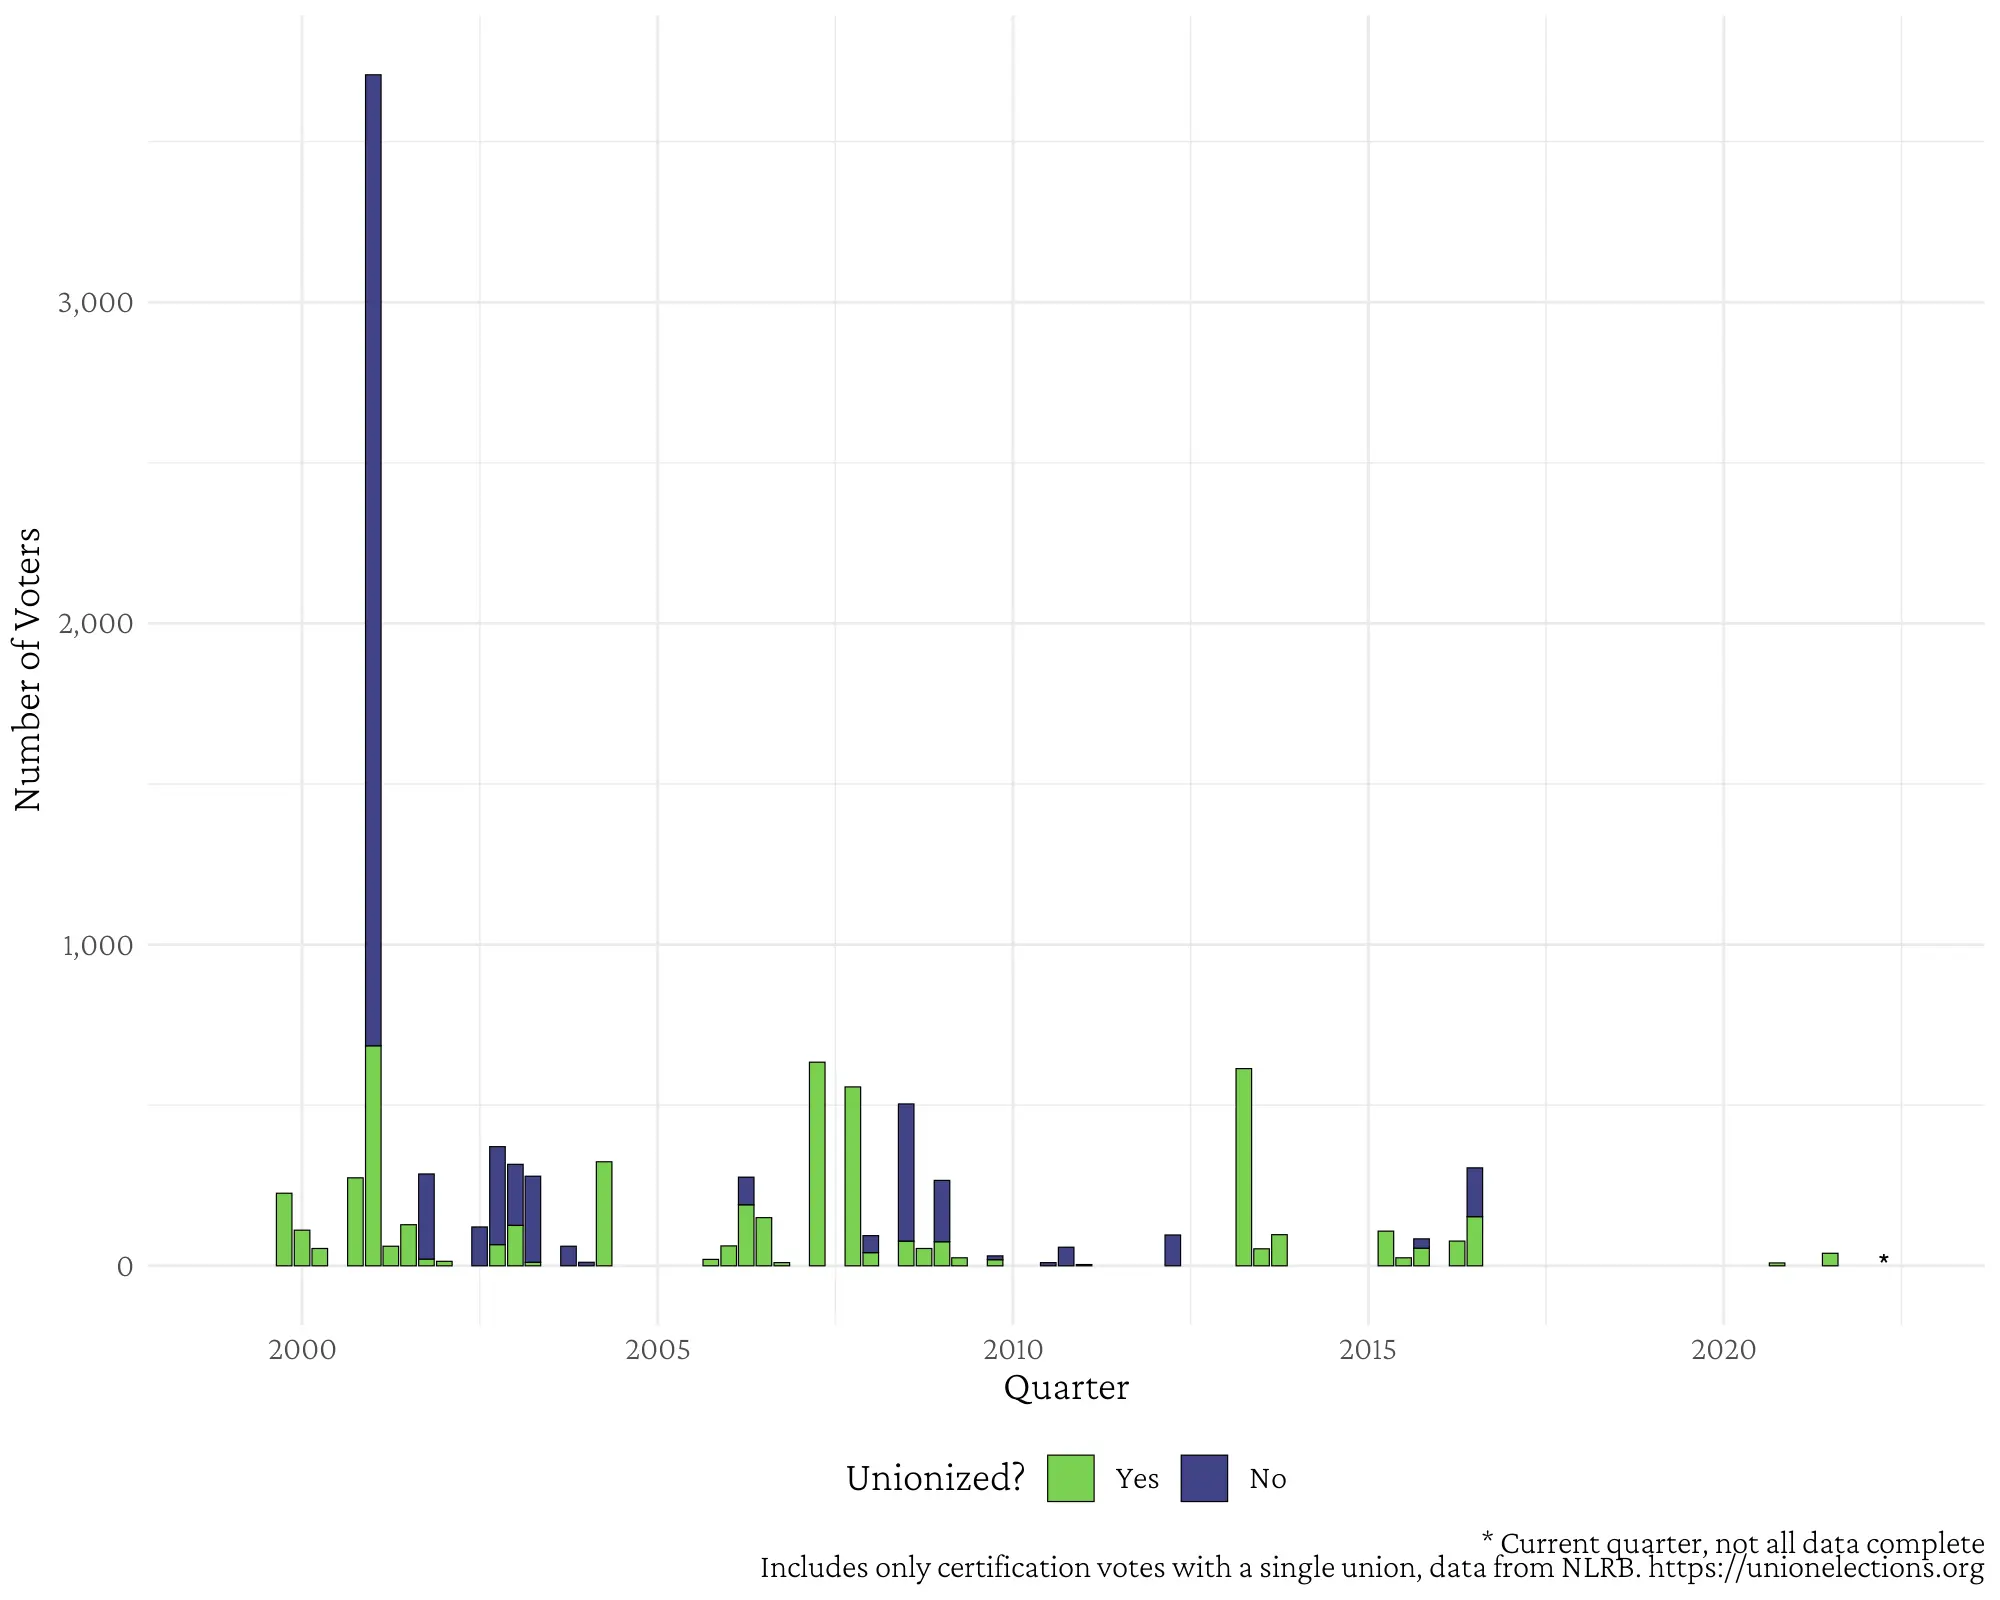 Number of Voters
3,000
2,000
1,000
0
*
2000 2005 2010 2015 2020
Quarter
Unionized? Yes No
* Current quarter, not all data complete
Includes only certification votes with a single union, data from NLRB. https://unionelections.org